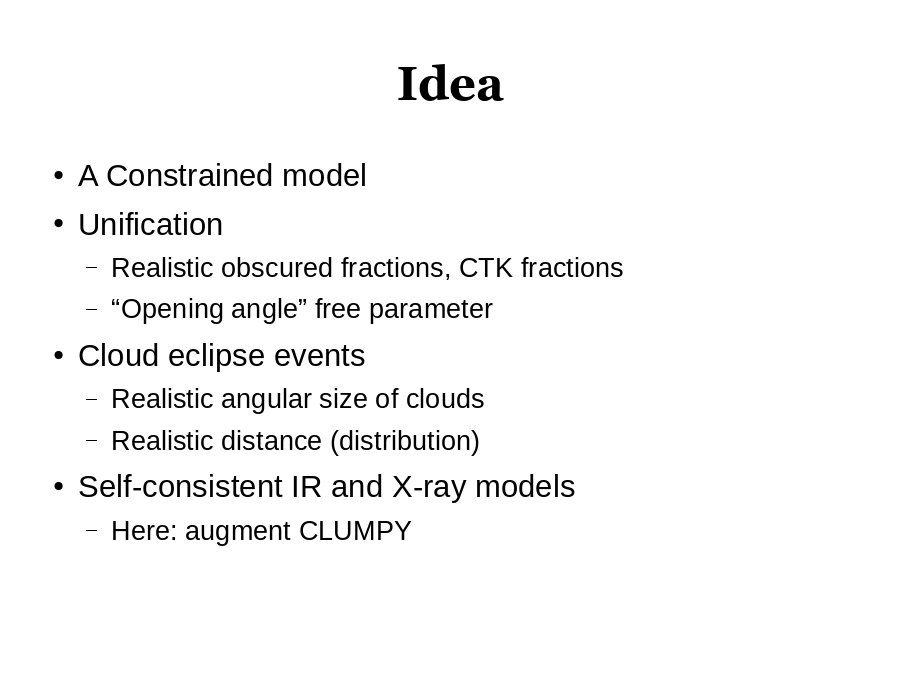 Idea
• A Constrained model
• Unification
– Realistic obscured fractions, CTK fractions
– “Opening angle” free parameter
• Cloud eclipse events
– Realistic angular size of clouds
– Realistic distance (distribution)
• Self-consistent IR and X-ray models
– Here: augment CLUMPY